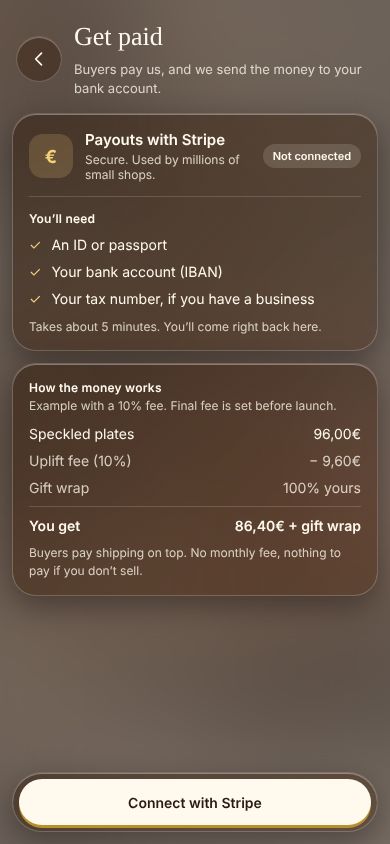 Get paid
Buyers pay us, and we send the money to your
bank account.
€
Payouts with Stripe
Secure. Used by millions of
small shops.
Not connected
You’ll need
✓ An ID or passport
✓ Your bank account (IBAN)
✓ Your tax number, if you have a business
Takes about 5 minutes. You’ll come right back here.
How the money works
Example with a 10% fee. Final fee is set before launch.
Speckled plates 96,00€
Uplift fee (10%) − 9,60€
Gift wrap 100% yours
You get 86,40€ + gift wrap
Buyers pay shipping on top. No monthly fee, nothing to
pay if you don’t sell.
Connect with Stripe